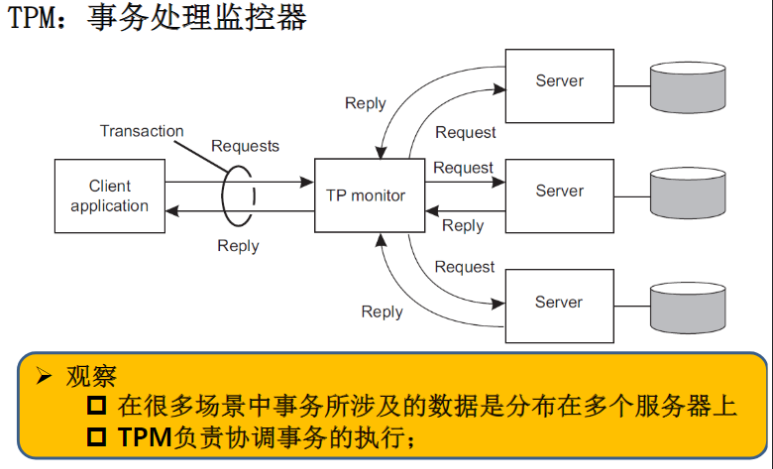 TPM：事务处理监控器
Server
Reply
Request
Transaction
Requests
Client
application
TP monitor
Request
Server
Reply
Reply
Request
Reply
Server
➢ 观察
在很多场景中事务所涉及的数据是分布在多个服务器上
TPM负责协调事务的执行；